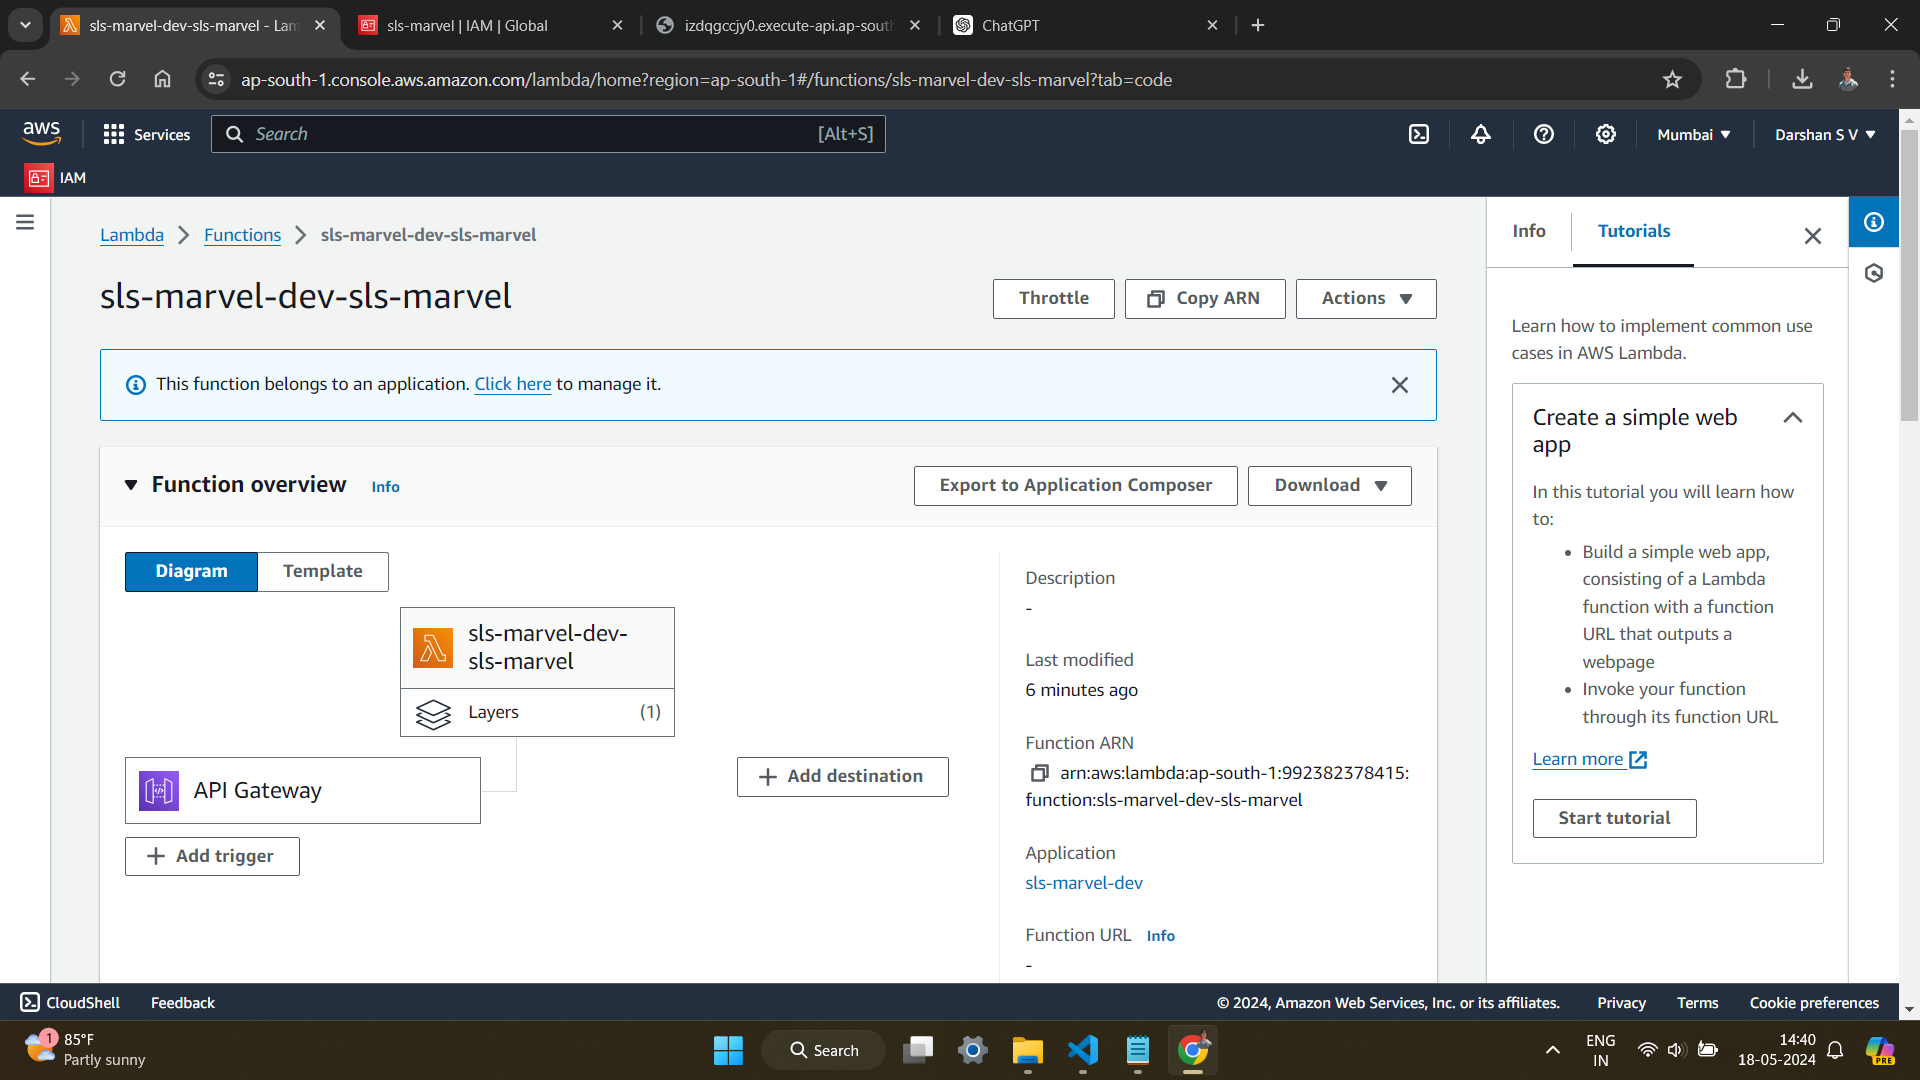 sls-marvel-dev-sls-marvel - Lam
sls-marvel | IAM | Global
izdqgccjy0.execute-api.ap-sout
ChatGPT
ap-south-1.console.aws.amazon.com/lambda/home?region=ap-south-1#/functions/sls-marvel-dev-sls-marvel?tab=code
aws
Services
Search
[Alt+S]
Mumbai
Darshan S V
IAM
Lambda
Functions
sls-marvel-dev-sls-marvel
sls-marvel-dev-sls-marvel
Throttle
Copy ARN
Actions
This function belongs to an application. Click here to manage it.
Function overview
Info
Export to Application Composer
Download
Diagram
Template
sls-marvel-dev-
sls-marvel
Layers
(1)
API Gateway
Add trigger
Add destination
Description
-
Last modified
6 minutes ago
Function ARN
arn:aws:lambda:ap-south-1:992382378415:
function:sls-marvel-dev-sls-marvel
Application
sls-marvel-dev
Function URL
Info
-
Info
Tutorials
Learn how to implement common use
cases in AWS Lambda.
Create a simple web
app
In this tutorial you will learn how
to:
• Build a simple web app,
consisting of a Lambda
function with a function
URL that outputs a
webpage
• Invoke your function
through its function URL
Learn more
Start tutorial
CloudShell
Feedback
© 2024, Amazon Web Services, Inc. or its affiliates.
Privacy
Terms
Cookie preferences
1
85°F
Partly sunny
Search
ENG
IN
14:40
18-05-2024
PRE